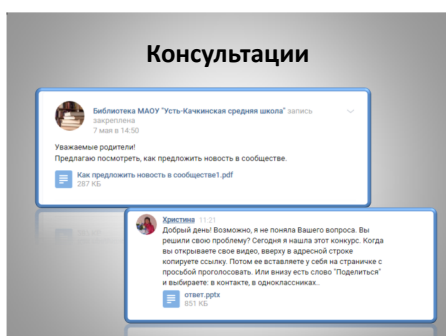 Консультации
Библиотека МАОУ "Усть-Качкинская средняя школа" запись
закреплена
7 мая в 14:50
Уважаемые родители!
Предлагаю посмотреть, как предложить новость в сообществе.
Как предложить новость в сообществе1.pdf
287 КБ
Христина 11:21
Добрый день! Возможно, я не поняла Вашего вопроса. Вы
решили свою проблему? Сегодня я нашла этот конкурс. Когда
вы открываете свое видео, вверху в адресной строке
копируете ссылку. Потом ее вставляете у себя на страничке с
просьбой проголосовать. Или внизу есть слово "Поделиться"
и выбираете: в контакте, в одноклассниках..
ответ.pptx
851 КБ